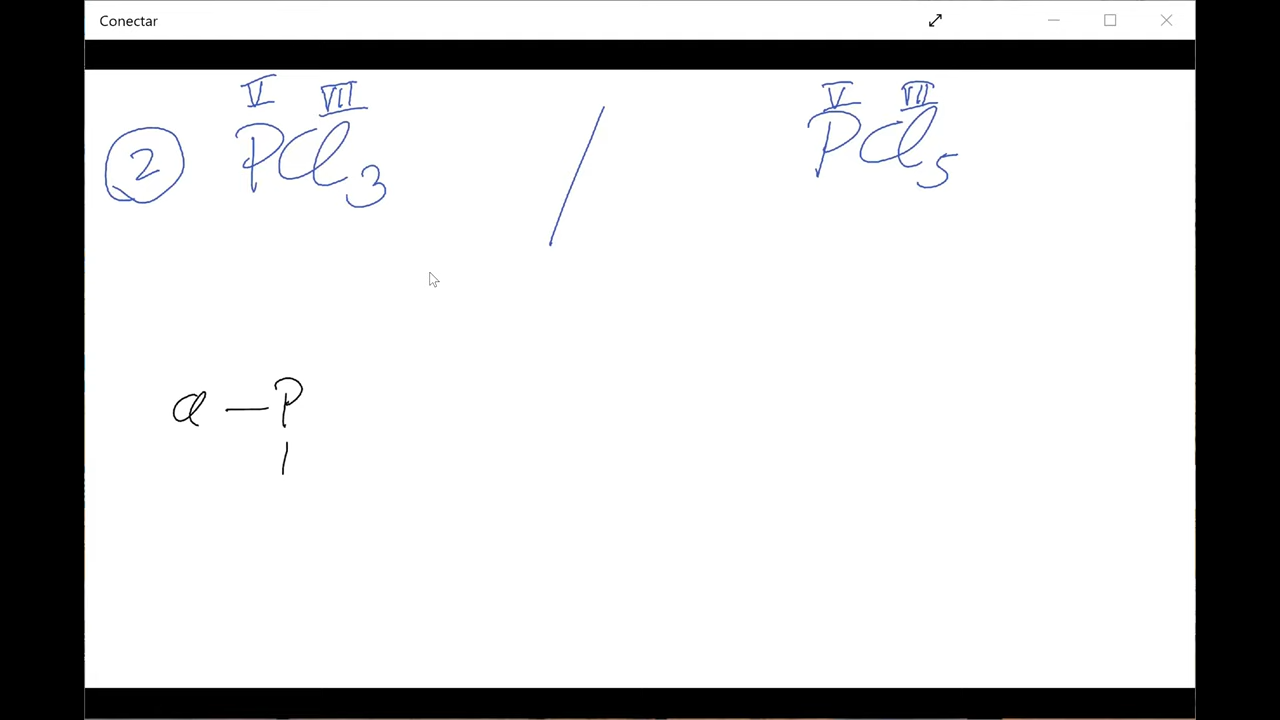 Conectar
V VII V VII
② PCl₃ / PCl₅
Cl — P
|